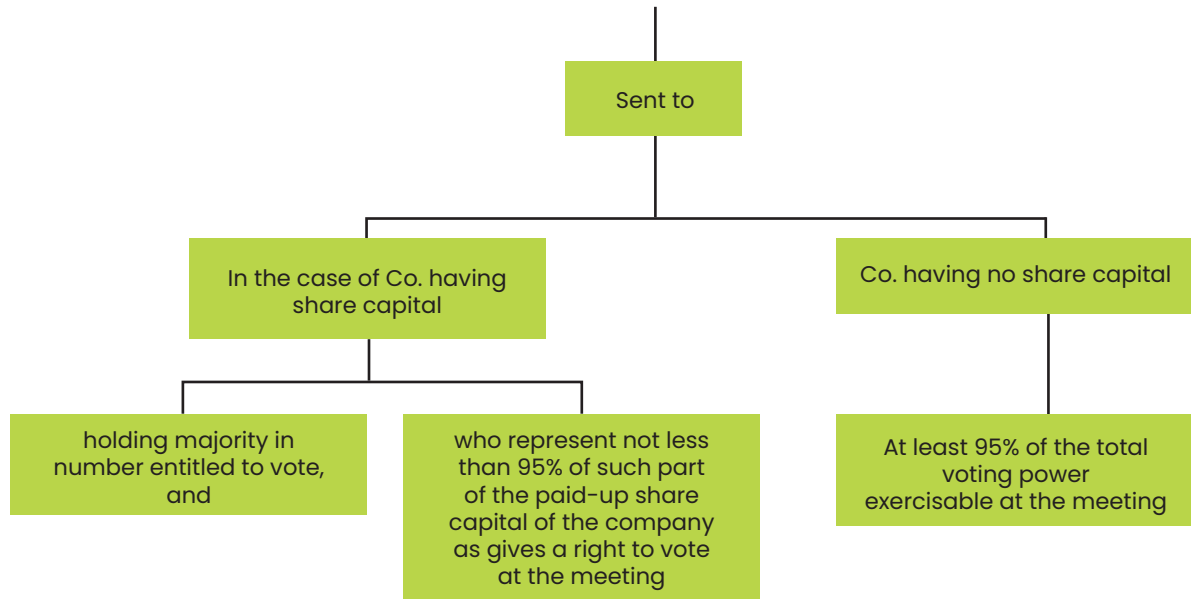 Sent to
In the case of Co. having
share capital
Co. having no share capital
holding majority in
number entitled to vote,
and
who represent not less
than 95% of such part
of the paid-up share
capital of the company
as gives a right to vote
at the meeting
At least 95% of the total
voting power
exercisable at the meeting